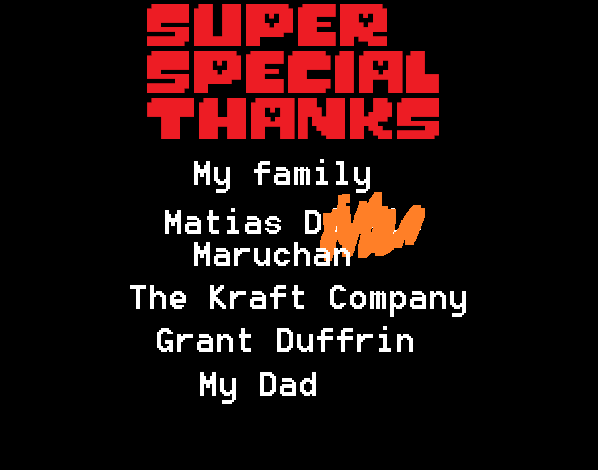 SUPER
SPECIAL
THANKS
My family
Matias
Maruchan
The Kraft Company
Grant Duffrin
My Dad